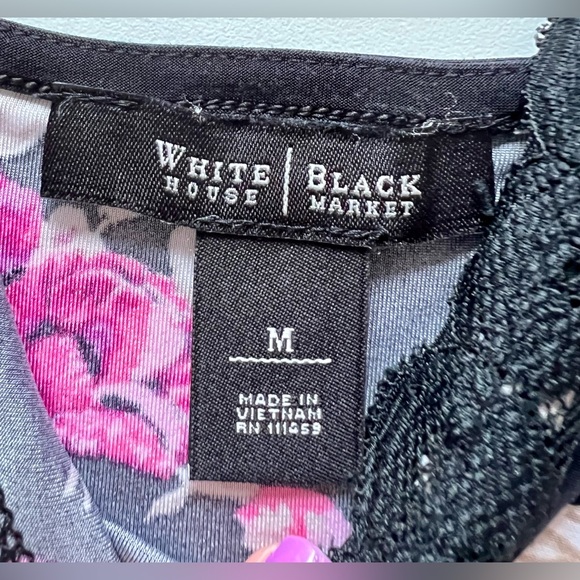 WHITE HOUSE | BLACK MARKET
M
MADE IN
VIETNAM
RN 111459